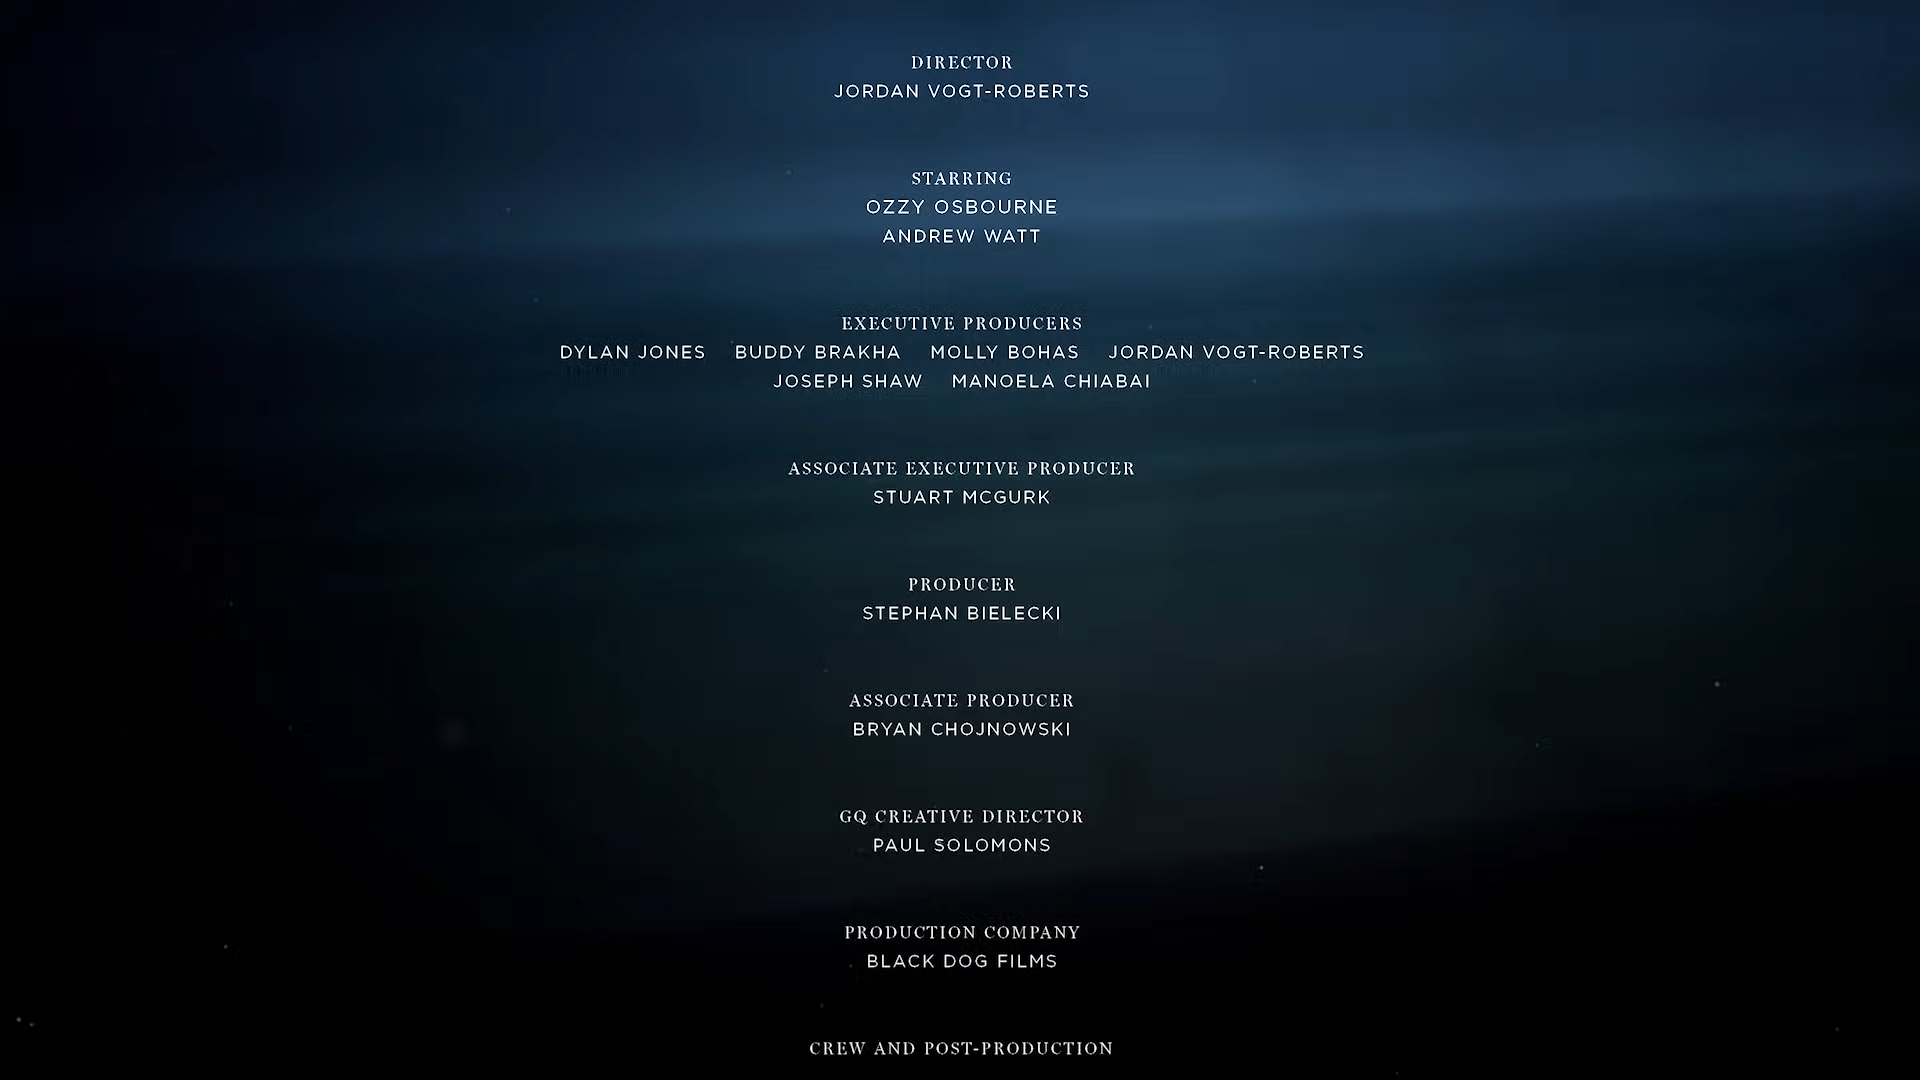 DIRECTOR
JORDAN VOGT-ROBERTS
STARRING
OZZY OSBOURNE
ANDREW WATT
EXECUTIVE PRODUCERS
DYLAN JONES BUDDY BRAKHA MOLLY BOHAS JORDAN VOGT-ROBERTS
JOSEPH SHAW MANOELA CHIABAI
ASSOCIATE EXECUTIVE PRODUCER
STUART MCGURK
PRODUCER
STEPHAN BIELECKI
ASSOCIATE PRODUCER
BRYAN CHOJNOWSKI
GQ CREATIVE DIRECTOR
PAUL SOLOMONS
PRODUCTION COMPANY
BLACK DOG FILMS
CREW AND POST-PRODUCTION